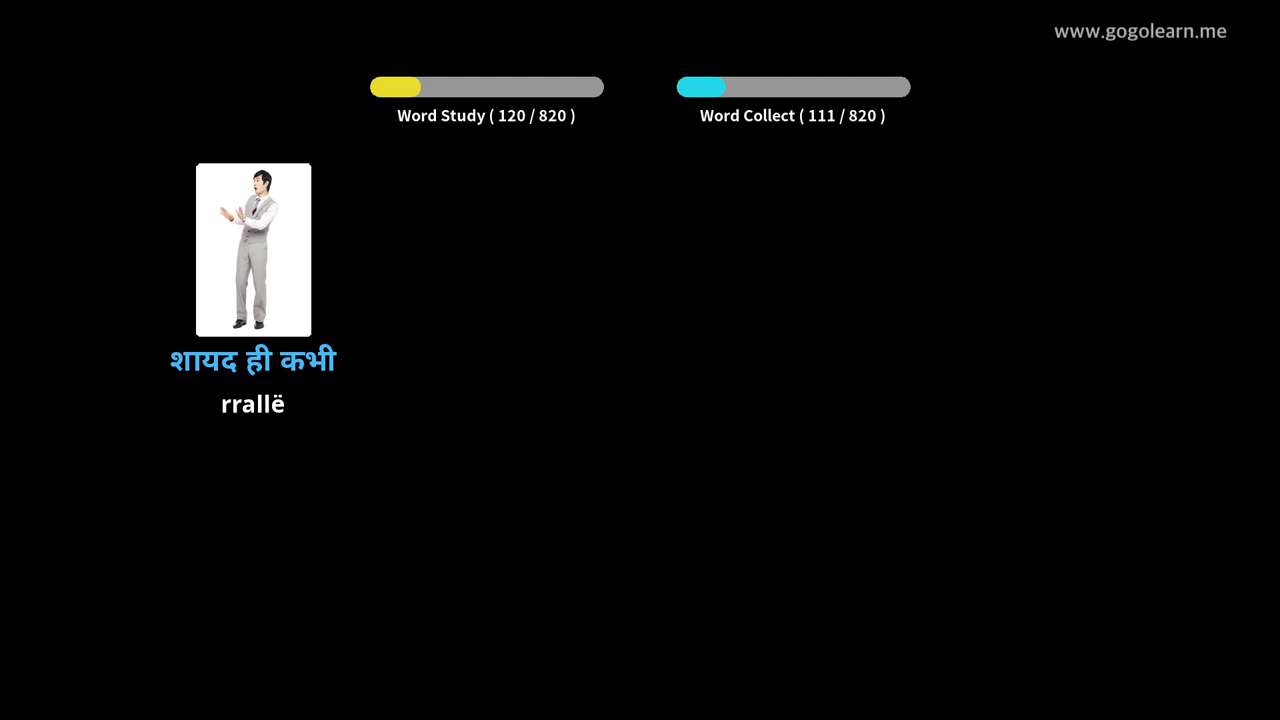 www.gogolearn.me
Word Study ( 120 / 820 )
Word Collect ( 111 / 820 )
शायद ही कभी
rrallë